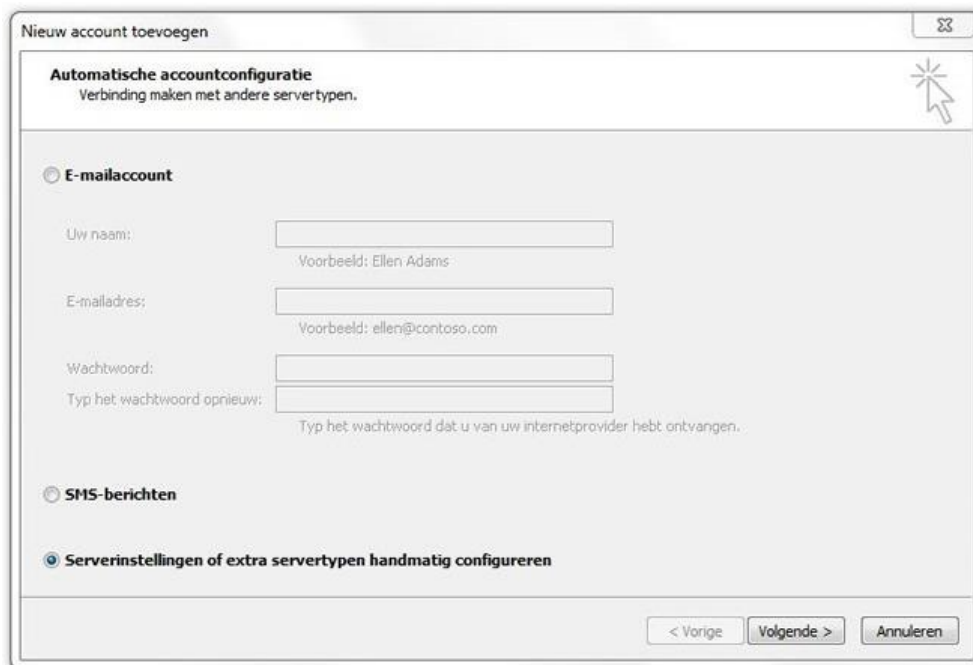 Nieuw account toevoegen
Automatische accountconfiguratie
Verbinding maken met andere servertypen.
E-mailaccount
Uw naam:
Voorbeeld: Ellen Adams
E-mailadres:
Voorbeeld: ellen@contoso.com
Wachtwoord:
Typ het wachtwoord opnieuw:
Typ het wachtwoord dat u van uw internetprovider hebt ontvangen.
SMS-berichten
Serverinstellingen of extra servertypen handmatig configureren
< Vorige Volgende > Annuleren